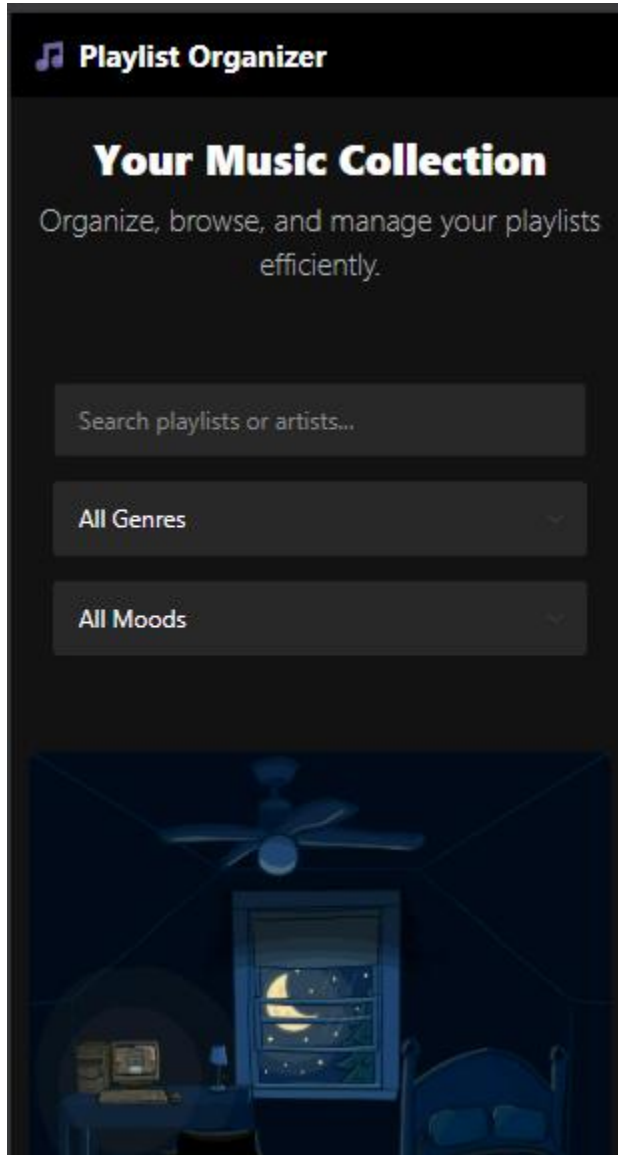 Playlist Organizer
Your Music Collection
Organize, browse, and manage your playlists
efficiently.
Search playlists or artists...
All Genres
All Moods